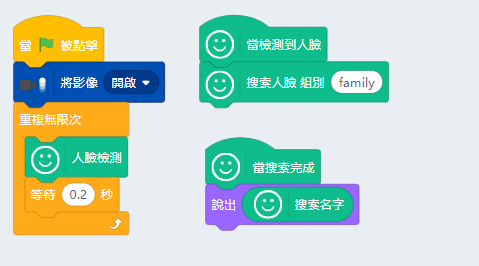 當 被點擊
將影像 開啟
重複無限次
人臉檢測
等待 0.2 秒
當檢測到人臉
搜索人臉 組別 family
當搜索完成
說出 搜索名字